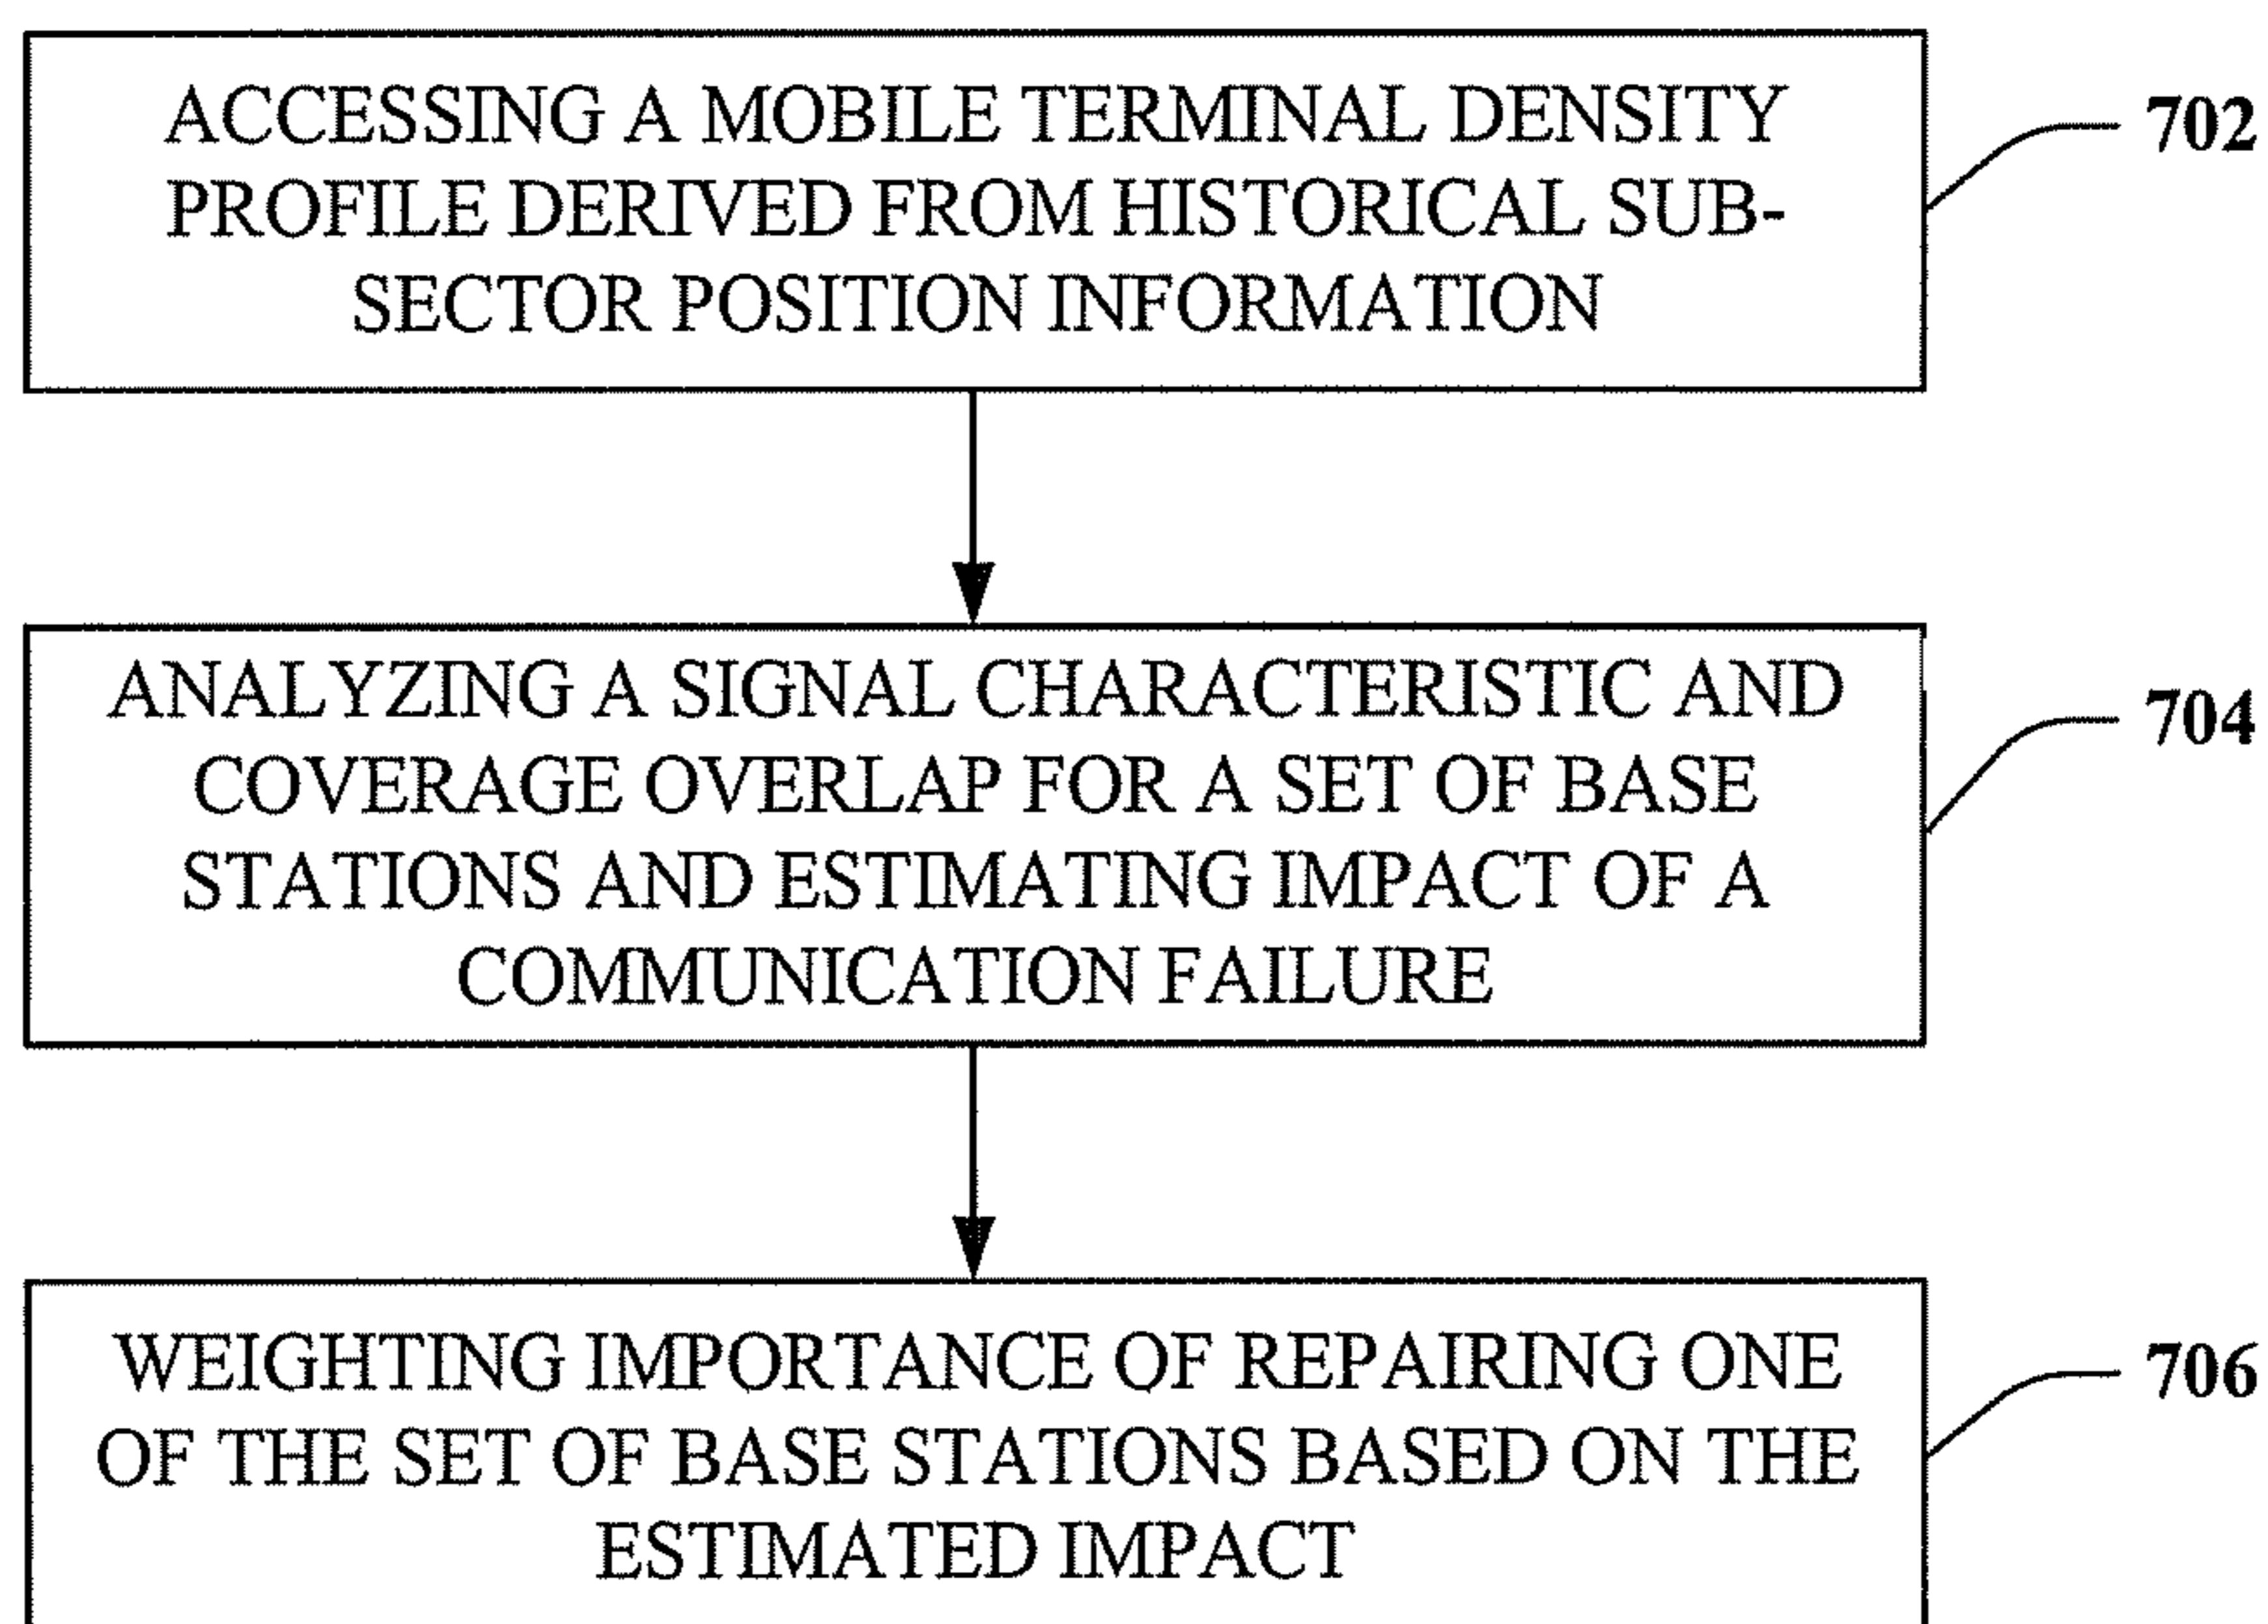 ACCESSING A MOBILE TERMINAL DENSITY
PROFILE DERIVED FROM HISTORICAL SUB-
SECTOR POSITION INFORMATION
702
ANALYZING A SIGNAL CHARACTERISTIC AND
COVERAGE OVERLAP FOR A SET OF BASE
STATIONS AND ESTIMATING IMPACT OF A
COMMUNICATION FAILURE
704
WEIGHTING IMPORTANCE OF REPAIRING ONE
OF THE SET OF BASE STATIONS BASED ON THE
ESTIMATED IMPACT
706